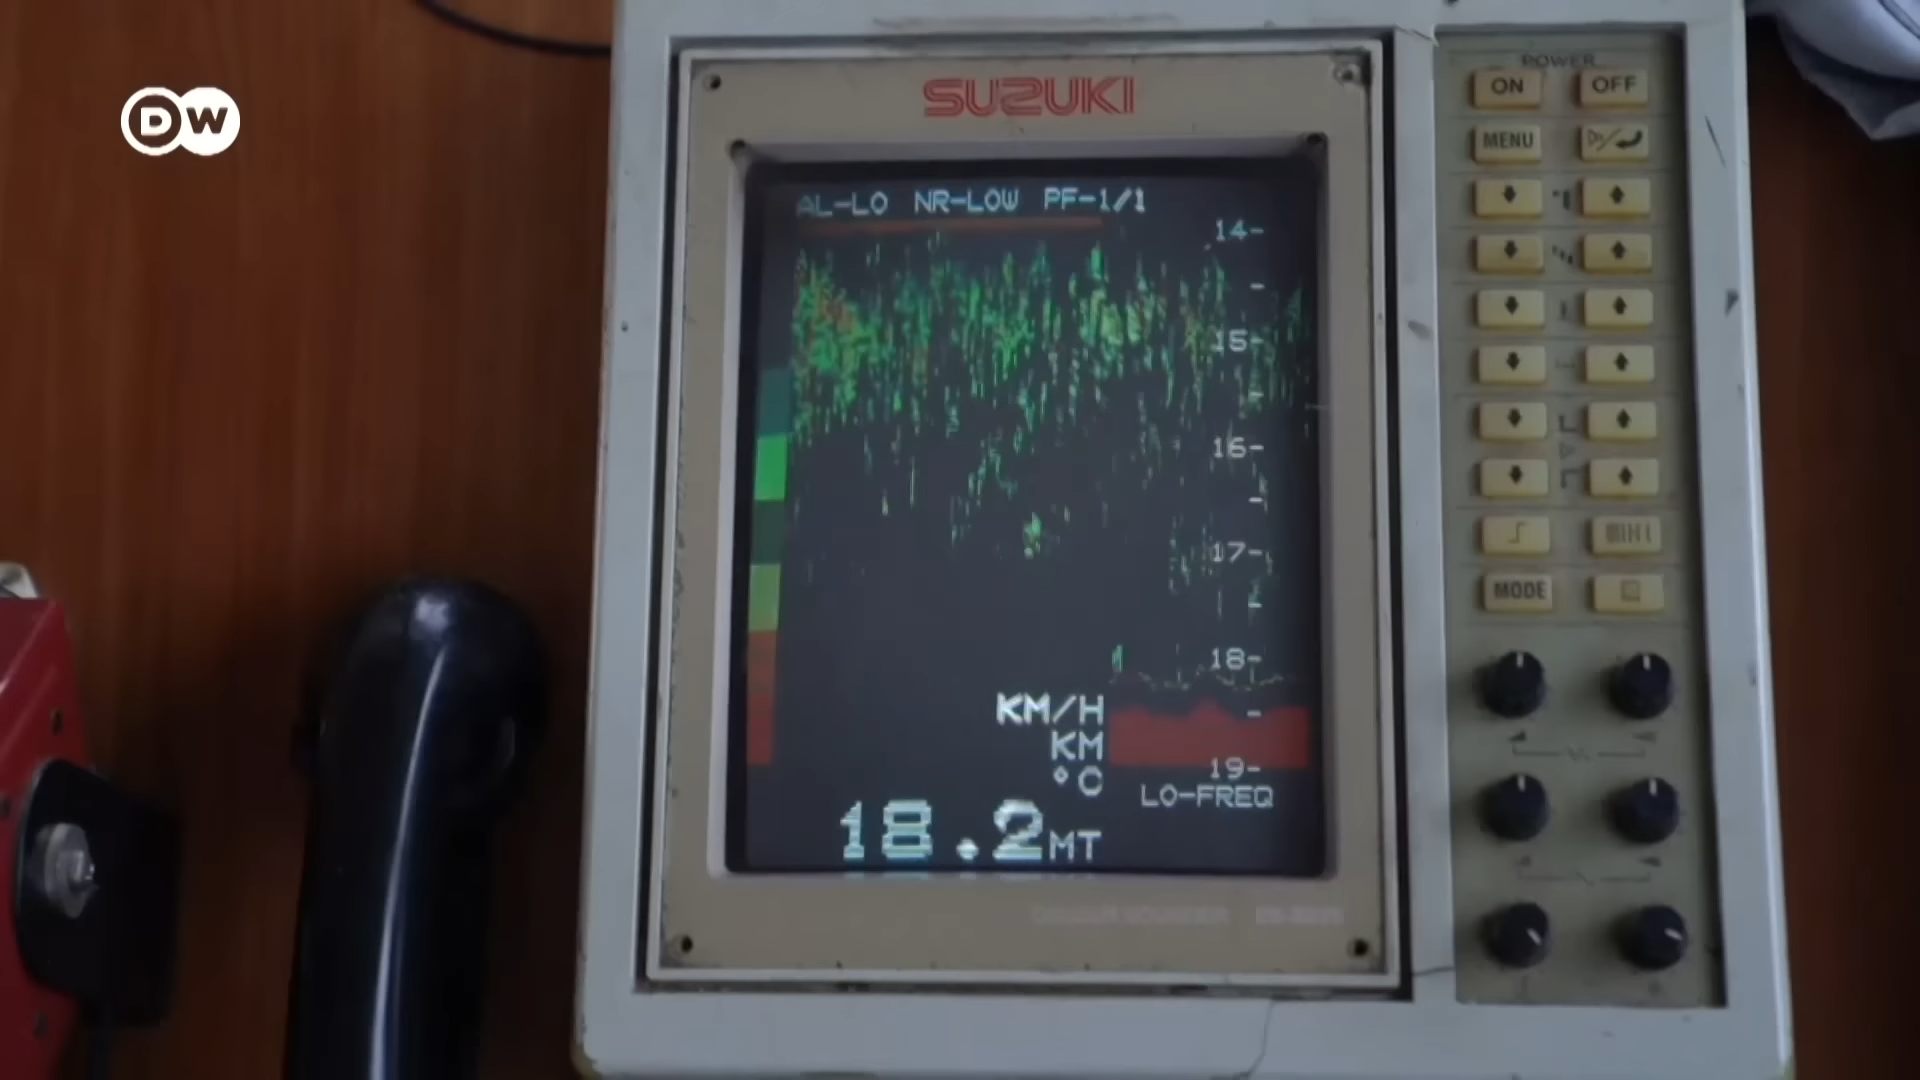 DW
SUZUKI
POWER
ON OFF
MENU
AL-LO NR-LOW PF-1/1
14-
15-
16-
17-
MINI
MODE
18-
KM/H
KM
°C
19-
LO-FREQ
18.2MT